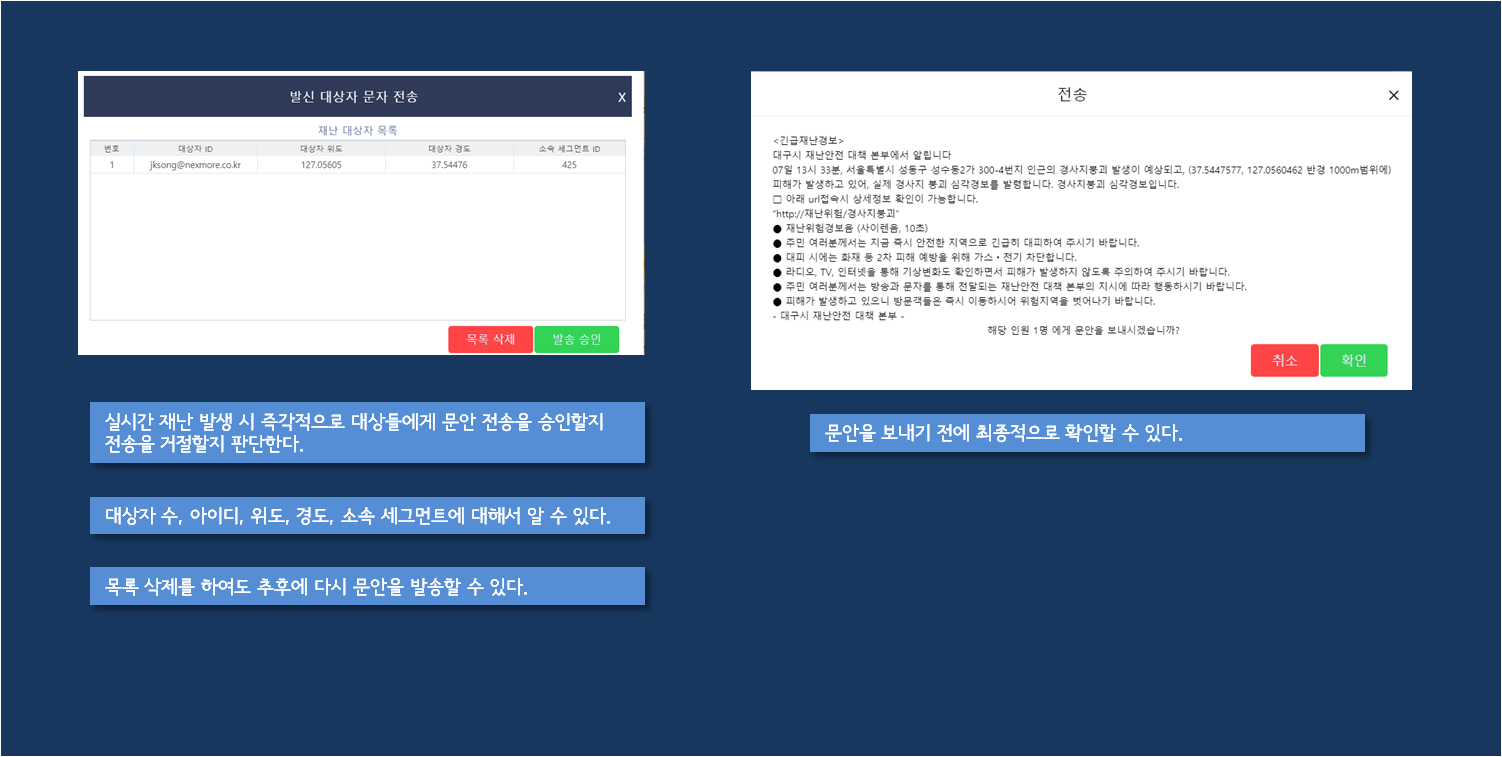 발신 대상자 문자 전송
X
재난 대상자 목록
번호 대상자 ID 대상자 위도 대상자 경도 소속 세그먼트 ID
1 jksong@nexmore.co.kr 127.05605 37.54476 425
목록 삭제 발송 승인
실시간 재난 발생 시 즉각적으로 대상들에게 문안 전송을 승인할지
전송을 거절할지 판단한다.
대상자 수, 아이디, 위도, 경도, 소속 세그먼트에 대해서 알 수 있다.
목록 삭제를 하여도 추후에 다시 문안을 발송할 수 있다.
전송
×
<긴급재난경보>
대구시 재난안전 대책 본부에서 알립니다
07일 13시 33분, 서울특별시 성동구 성수동2가 300-4번지 인근의 경사지붕괴 발생이 예상되고, (37.5447577, 127.0560462 반경 1000m범위에)
피해가 발생하고 있어, 실제 경사지 붕괴 심각경보를 발령합니다. 경사지붕괴 심각경보입니다.
□ 아래 url접속시 상세정보 확인이 가능합니다.
"http://재난위험/경사지붕괴"
● 재난위험경보음 (사이렌음, 10초)
● 주민 여러분께서는 지금 즉시 안전한 지역으로 긴급히 대피하여 주시기 바랍니다.
● 대피 시에는 화재 등 2차 피해 예방을 위해 가스・전기 차단합니다.
● 라디오, TV, 인터넷을 통해 기상변화도 확인하면서 피해가 발생하지 않도록 주의하여 주시기 바랍니다.
● 주민 여러분께서는 방송과 문자를 통해 전달되는 재난안전 대책 본부의 지시에 따라 행동하시기 바랍니다.
● 피해가 발생하고 있으니 방문객들은 즉시 이동하시어 위험지역을 벗어나기 바랍니다.
- 대구시 재난안전 대책 본부 -
해당 인원 1명 에게 문안을 보내시겠습니까?
취소 확인
문안을 보내기 전에 최종적으로 확인할 수 있다.